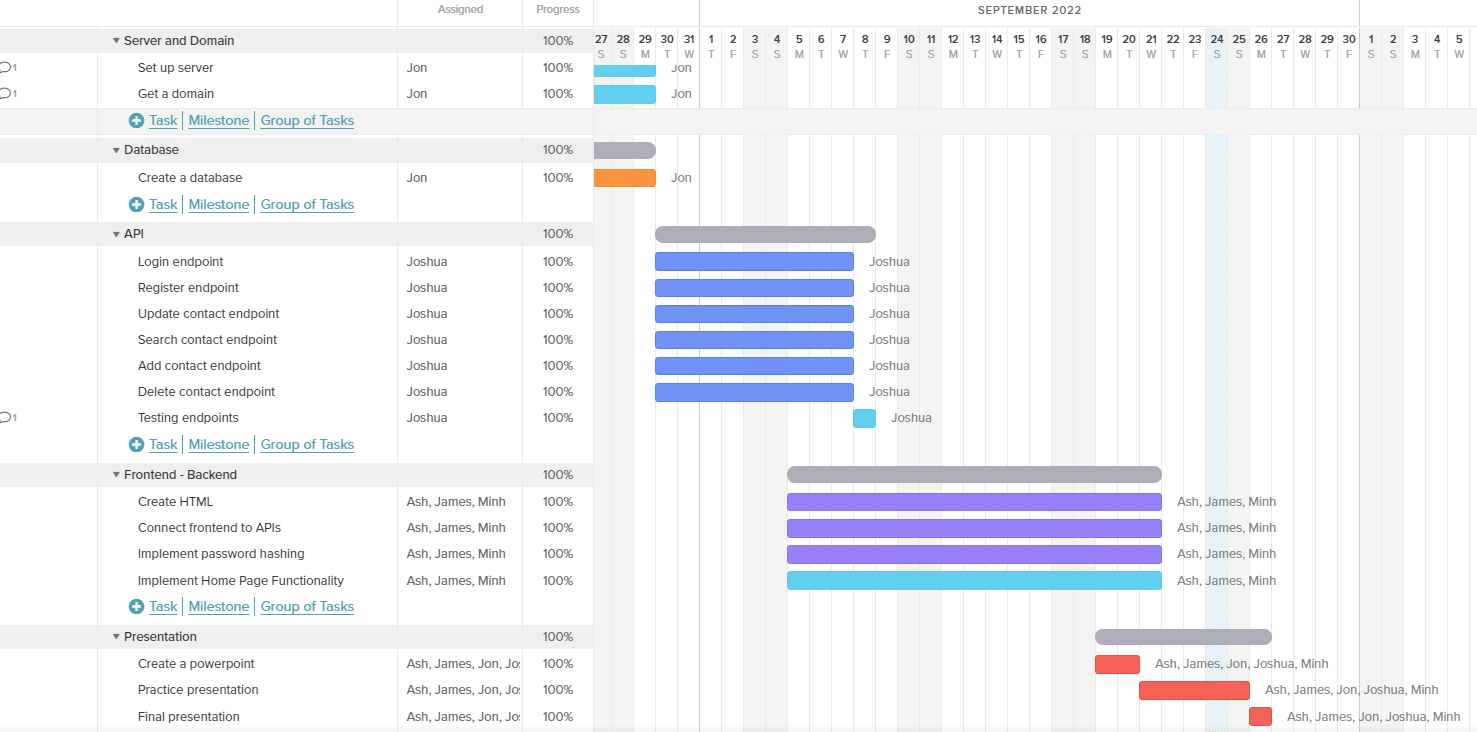 Assigned Progress SEPTEMBER 2022
27 28 29 30 31 1 2 3 4 5 6 7 8 9 10 11 12 13 14 15 16 17 18 19 20 21 22 23 24 25 26 27 28 29 30 1 2 3 4 5
S S M T W T F S S M T W T F S S M T W T F S S M T W T F S S M T W T F S S M T W
Server and Domain 100%
1 Set up server Jon 100% Jon
1 Get a domain Jon 100% Jon
Task | Milestone | Group of Tasks
Database 100%
Create a database Jon 100% Jon
Task | Milestone | Group of Tasks
API 100%
Login endpoint Joshua 100% Joshua
Register endpoint Joshua 100% Joshua
Update contact endpoint Joshua 100% Joshua
Search contact endpoint Joshua 100% Joshua
Add contact endpoint Joshua 100% Joshua
Delete contact endpoint Joshua 100% Joshua
1 Testing endpoints Joshua 100% Joshua
Task | Milestone | Group of Tasks
Frontend - Backend 100%
Create HTML Ash, James, Minh 100% Ash, James, Minh
Connect frontend to APIs Ash, James, Minh 100% Ash, James, Minh
Implement password hashing Ash, James, Minh 100% Ash, James, Minh
Implement Home Page Functionality Ash, James, Minh 100% Ash, James, Minh
Task | Milestone | Group of Tasks
Presentation 100%
Create a powerpoint Ash, James, Jon, Jos 100% Ash, James, Jon, Joshua, Minh
Practice presentation Ash, James, Jon, Jos 100% Ash, James, Jon, Joshua, Minh
Final presentation Ash, James, Jon, Jos 100% Ash, James, Jon, Joshua, Minh